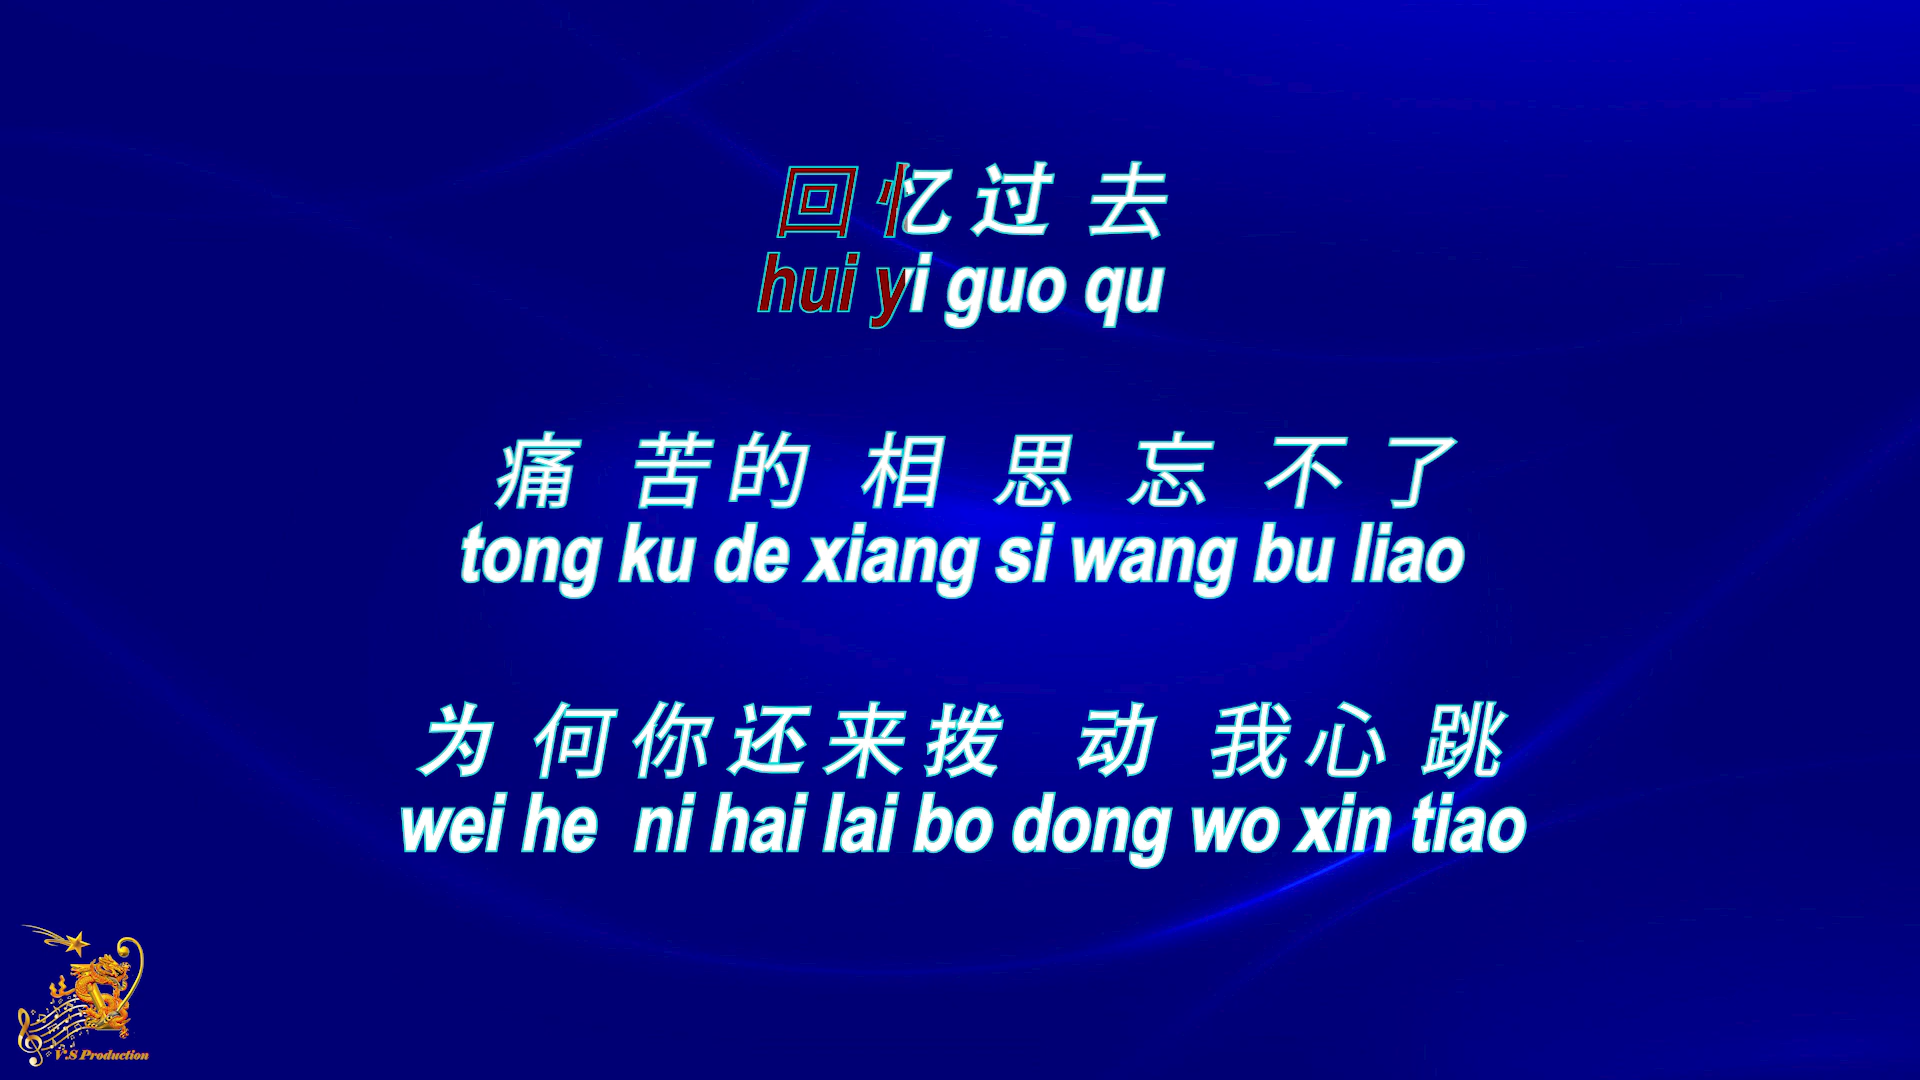 回忆过去
hui yi guo qu
痛苦的相思忘不了
tong ku de xiang si wang bu liao
为何你还来拨动我心跳
wei he ni hai lai bo dong wo xin tiao
V.S Production